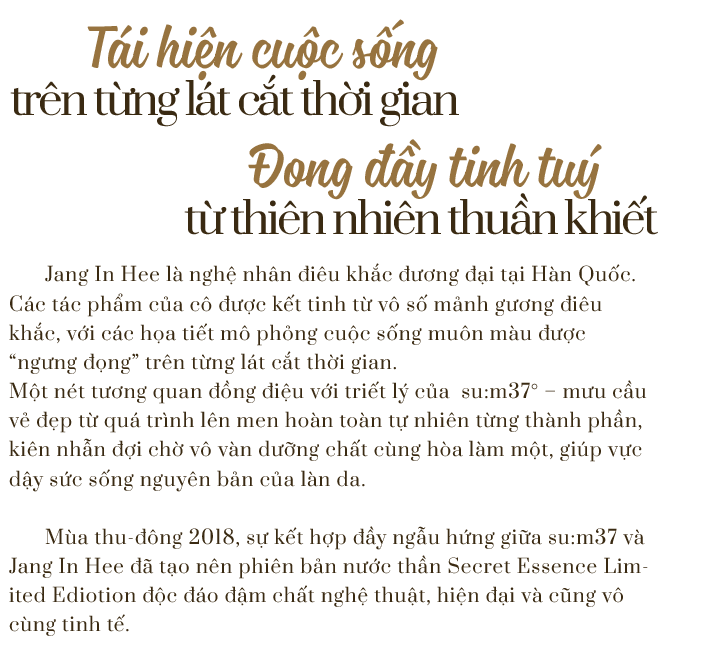 Tái hiện cuộc sống
trên từng lát cắt thời gian
Đong đầy tinh tuý
từ thiên nhiên thuần khiết
Jang In Hee là nghệ nhân điêu khắc đương đại tại Hàn Quốc.
Các tác phẩm của cô được kết tinh từ vô số mảnh gương điêu
khắc, với các họa tiết mô phỏng cuộc sống muôn màu được
“ngưng đọng” trên từng lát cắt thời gian.
Một nét tương quan đồng điệu với triết lý của  su:m37° – mưu cầu
vẻ đẹp từ quá trình lên men hoàn toàn tự nhiên từng thành phần,
kiên nhẫn đợi chờ vô vàn dưỡng chất cùng hòa làm một, giúp vực
dậy sức sống nguyên bản của làn da.
Mùa thu-đông 2018, sự kết hợp đầy ngẫu hứng giữa su:m37 và
Jang In Hee đã tạo nên phiên bản nước thần Secret Essence Lim-
ited Ediotion độc đáo đậm chất nghệ thuật, hiện đại và cũng vô
cùng tinh tế.